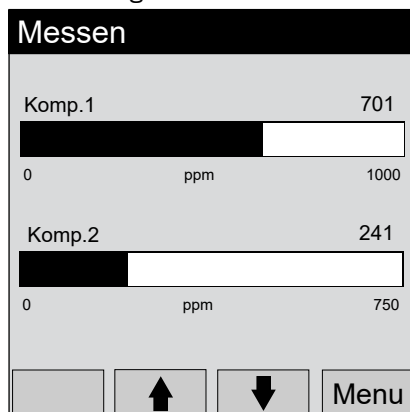 Messen
Komp.1 701
0 ppm 1000
Komp.2 241
0 ppm 750
Menu